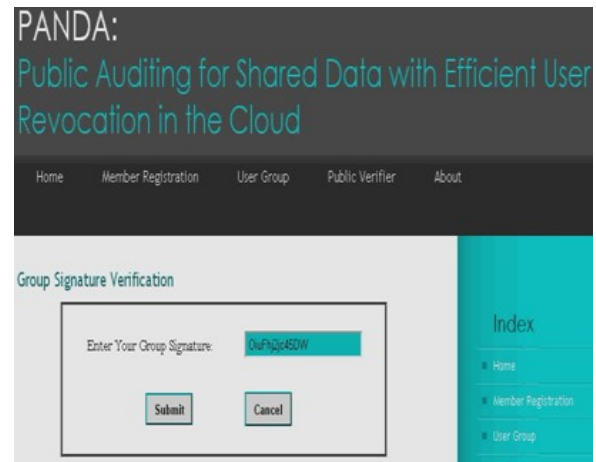 PANDA:
Public Auditing for Shared Data with Efficient User
Revocation in the Cloud
Home Member Registration User Group Public Verifier About
Group Signature Verification
Enter Your Group Signature:
Submit Cancel
Index
Home
Member Registration
User Group